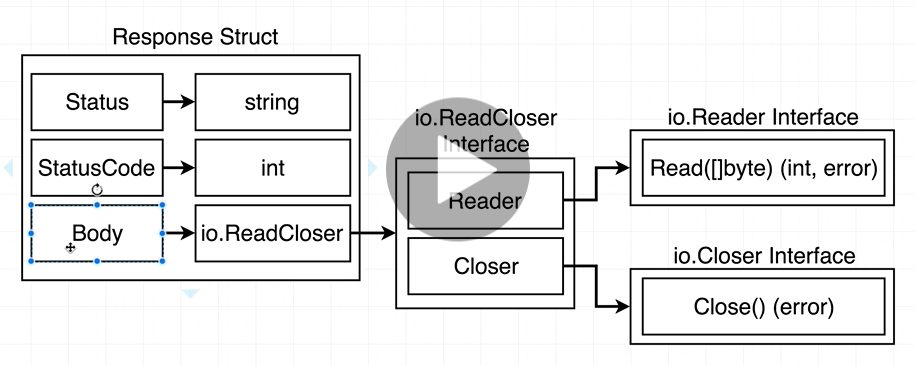 Response Struct
Status
string
StatusCode
int
Body
io.ReadCloser
io.ReadCloser
Interface
Reader
Closer
io.Reader Interface
Read([]byte) (int, error)
io.Closer Interface
Close() (error)